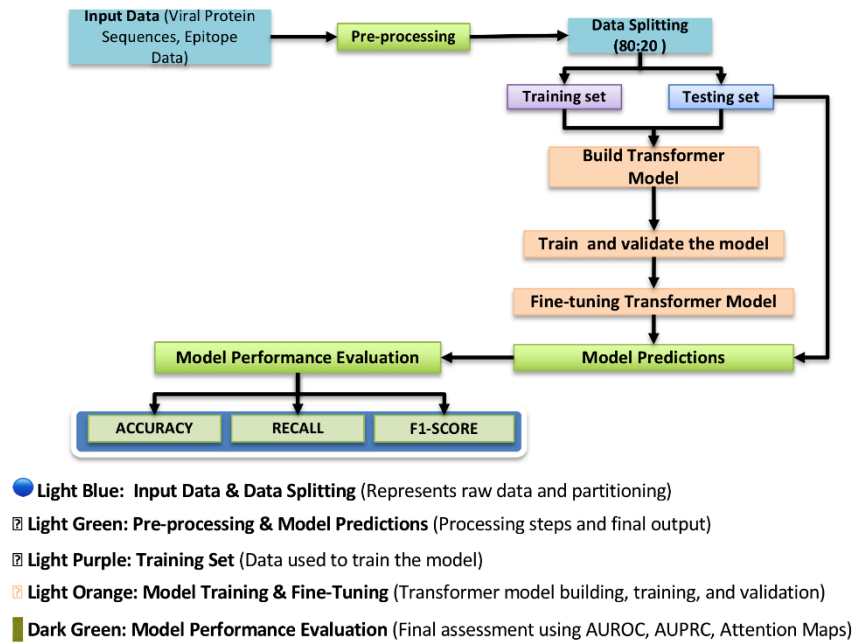 Input Data (Viral Protein
Sequences, Epitope
Data)
Pre-processing
Data Splitting
(80:20 )
Training set
Testing set
Build Transformer
Model
Train and validate the model
Fine-tuning Transformer Model
Model Performance Evaluation
Model Predictions
ACCURACY
RECALL
F1-SCORE
Light Blue: Input Data & Data Splitting (Represents raw data and partitioning)
Light Green: Pre-processing & Model Predictions (Processing steps and final output)
Light Purple: Training Set (Data used to train the model)
Light Orange: Model Training & Fine-Tuning (Transformer model building, training, and validation)
Dark Green: Model Performance Evaluation (Final assessment using AUROC, AUPRC, Attention Maps)